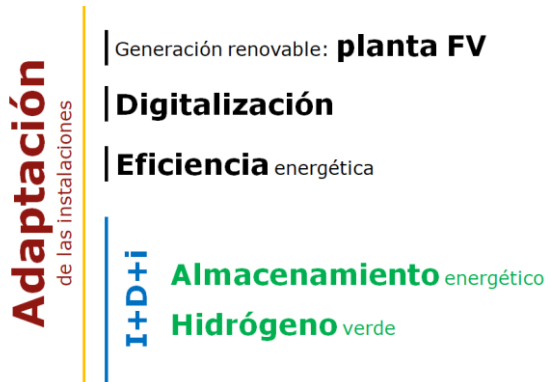 Adaptación
de las instalaciones
Generación renovable: planta FV
Digitalización
Eficiencia energética
I+D+i
Almacenamiento energético
Hidrógeno verde